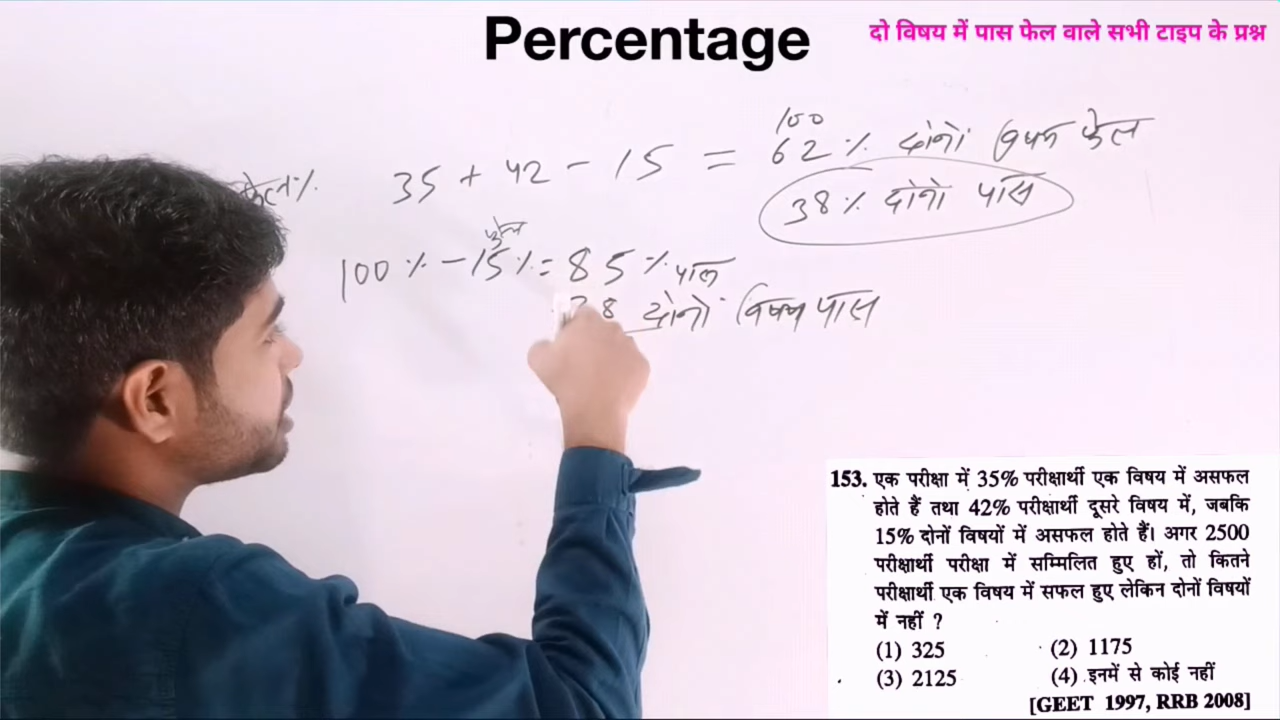 Percentage
दो विषय में पास फेल वाले सभी टाइप के प्रश्न
100
35 + 42 - 15 = 62% दोनों विषय फेल
फेल%
38% दोनो पास
फेल
100% - 15% = 85% पास
38 दोनो विषय पास
153. एक परीक्षा में 35% परीक्षार्थी एक विषय में असफल
होते हैं तथा 42% परीक्षार्थी दूसरे विषय में, जबकि
15% दोनों विषयों में असफल होते हैं। अगर 2500
परीक्षार्थी परीक्षा में सम्मिलित हुए हों, तो कितने
परीक्षार्थी एक विषय में सफल हुए लेकिन दोनों विषयों
में नहीं ?
(1) 325 (2) 1175
(3) 2125 (4) इनमें से कोई नहीं
[GEET 1997, RRB 2008]